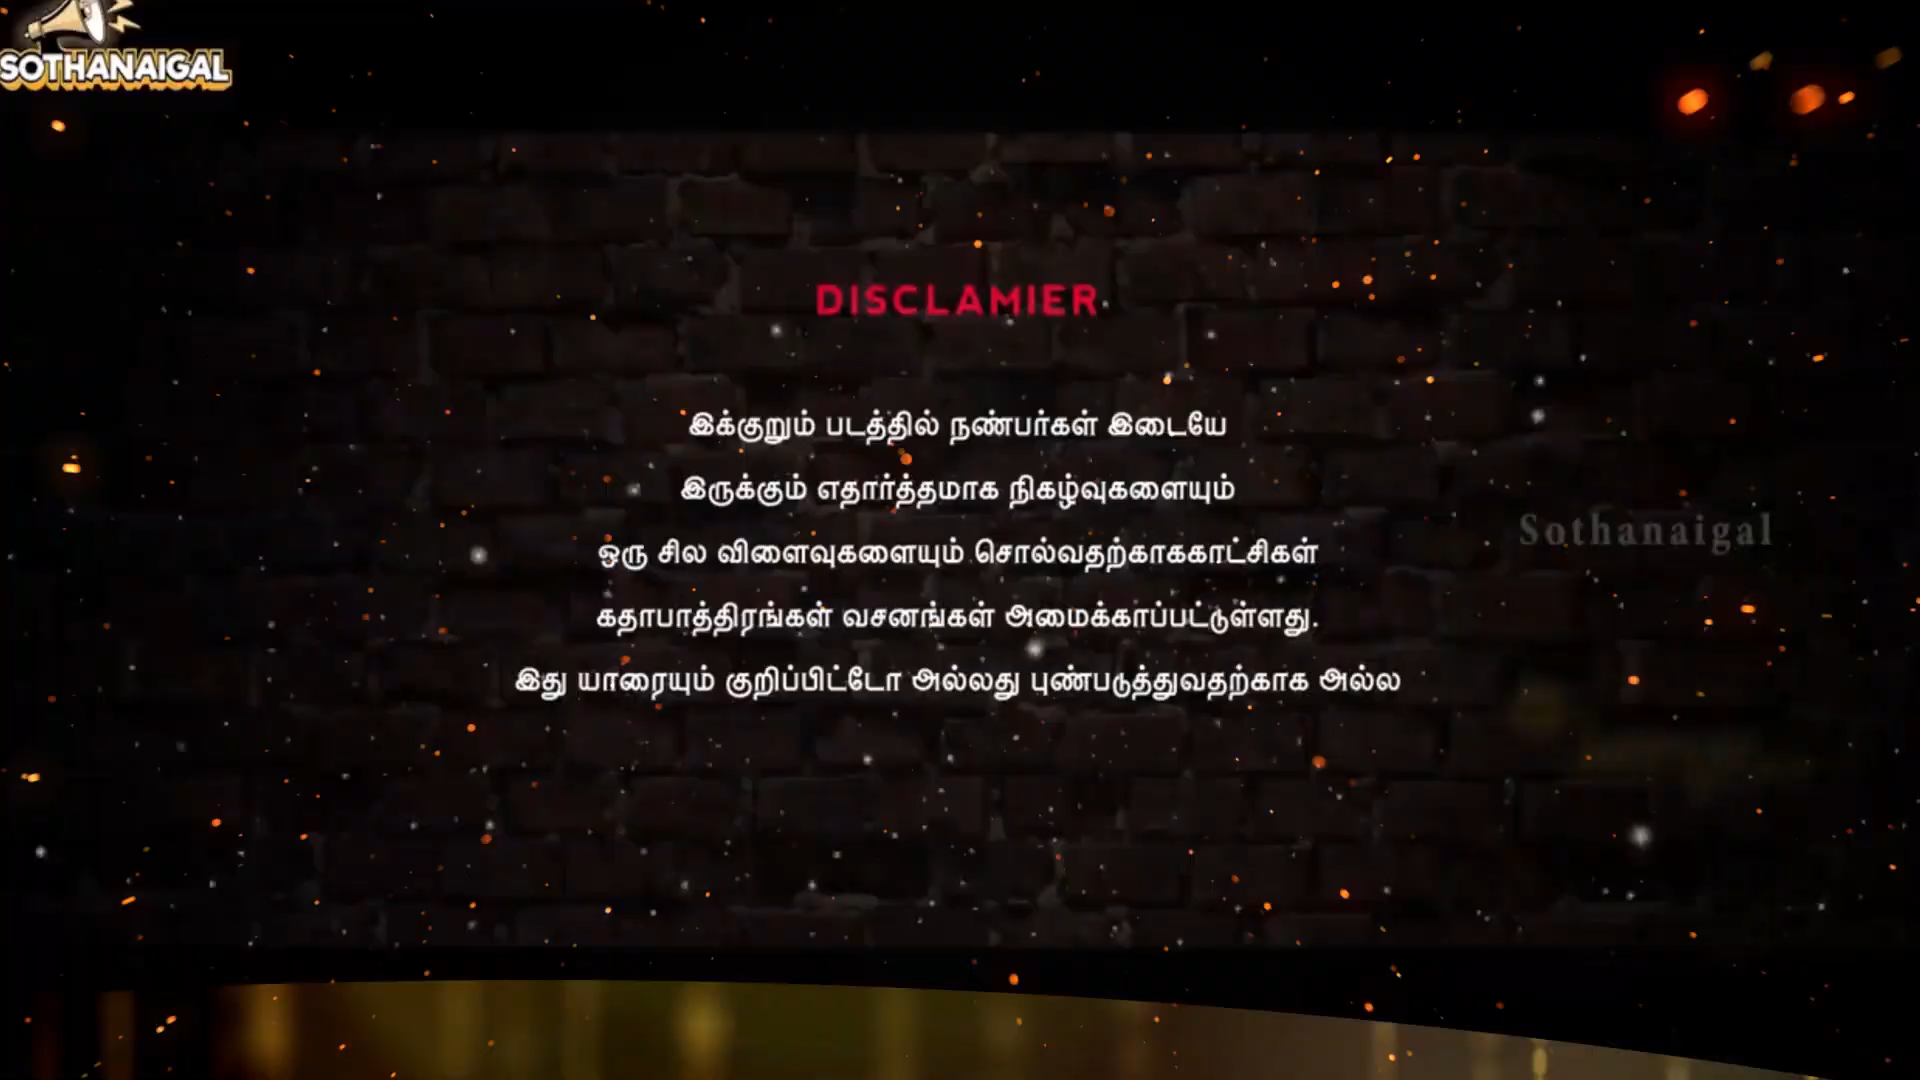 SOTHANAIGAL
DISCLAMIER
இக்குறும் படத்தில் நண்பர்கள் இடையே
இருக்கும் எதார்த்தமாக நிகழ்வுகளையும்
ஒரு சில விளைவுகளையும் சொல்வதற்காககாட்சிகள்
Sothanaigal
கதாபாத்திரங்கள் வசனங்கள் அமைக்காப்பட்டுள்ளது.
இது யாரையும் குறிப்பிட்டோ அல்லது புண்படுத்துவதற்காக அல்ல